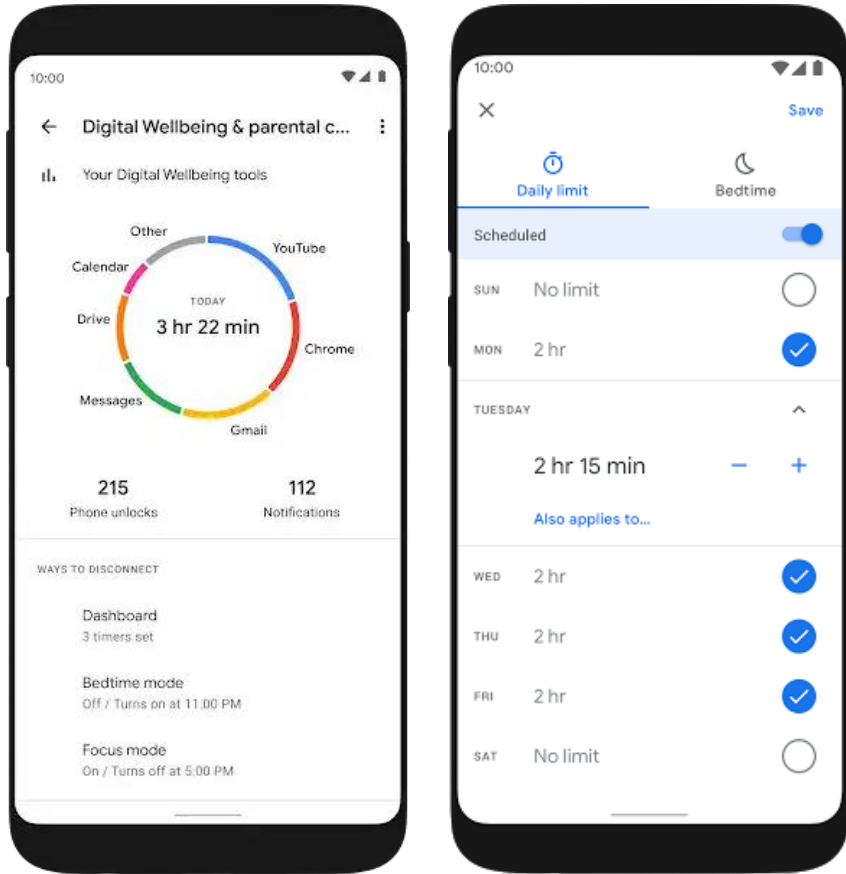 10:00
Digital Wellbeing & parental c...
Your Digital Wellbeing tools
Other
YouTube
Calendar
TODAY
Drive
3 hr 22 min
Chrome
Messages
Gmail
215
112
Phone unlocks
Notifications
WAYS TO DISCONNECT
Dashboard
3 timers set
Bedtime mode
Off / Turns on at 11:00 PM
Focus mode
On / Turns off at 5:00 PM
10:00
Save
Daily limit
Bedtime
Scheduled
SUN No limit
MON 2 hr
TUESDAY
2 hr 15 min
Also applies to...
WED 2 hr
THU 2 hr
FRI 2 hr
SAT No limit